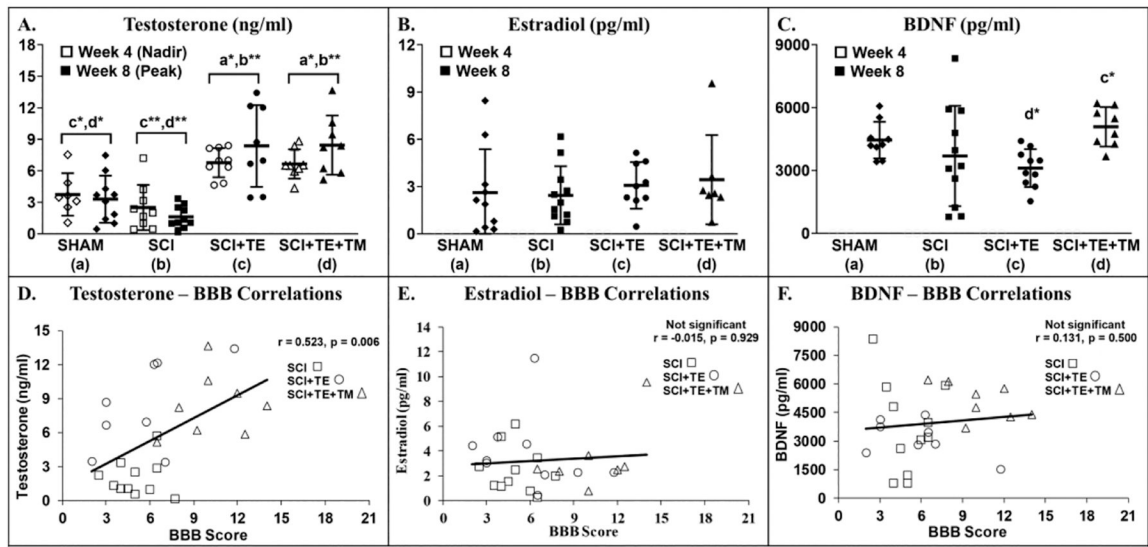 A. Testosterone (ng/ml)
18
15
12
9
6
3
0
Week 4 (Nadir)
Week 8 (Peak)
a*,b**
a*,b**
c*,d*
c**,d**
SHAM SCI SCI+TE SCI+TE+TM
(a) (b) (c) (d)
B. Estradiol (pg/ml)
12
9
6
3
0
Week 4
Week 8
SHAM SCI SCI+TE SCI+TE+TM
(a) (b) (c) (d)
C. BDNF (pg/ml)
9000
6000
3000
0
Week 4
Week 8
c*
d*
SHAM SCI SCI+TE SCI+TE+TM
(a) (b) (c) (d)
D. Testosterone – BBB Correlations
Testosterone (ng/ml)
15
12
9
6
3
0
r = 0.523, p = 0.006
SCI
SCI+TE
SCI+TE+TM
0 3 6 9 12 15 18 21
BBB Score
E. Estradiol – BBB Correlations
Estradiol (pg/ml)
14
12
10
8
6
4
2
0
Not significant
r = -0.015, p = 0.929
SCI
SCI+TE
SCI+TE+TM
0 3 6 9 12 15 18 21
BBB Score
F. BDNF – BBB Correlations
BDNF (pg/ml)
9000
7500
6000
4500
3000
1500
0
Not significant
r = 0.131, p = 0.500
SCI
SCI+TE
SCI+TE+TM
0 3 6 9 12 15 18 21
BBB Score